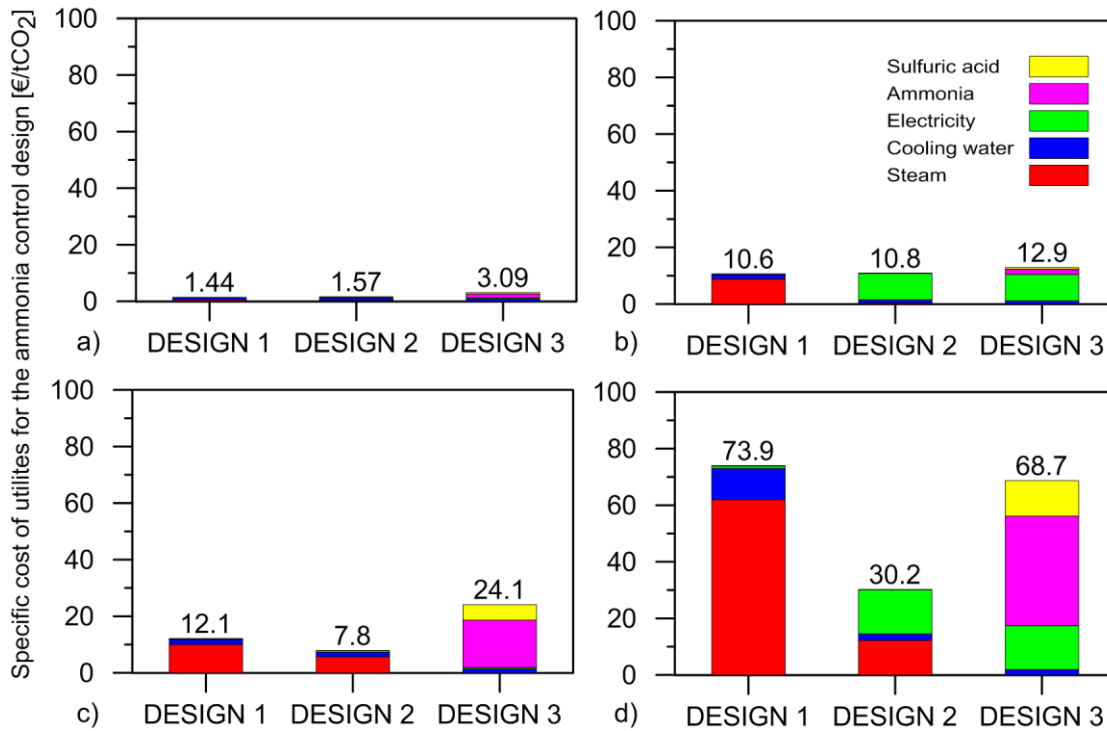 Specific cost of utilites for the ammonia control design [€/tCO₂]
100
80
60
40
20
0
1.44
1.57
3.09
a)
DESIGN 1
DESIGN 2
DESIGN 3
100
80
60
40
20
0
Sulfuric acid
Ammonia
Electricity
Cooling water
Steam
10.6
10.8
12.9
b)
DESIGN 1
DESIGN 2
DESIGN 3
100
80
60
40
20
0
12.1
7.8
24.1
c)
DESIGN 1
DESIGN 2
DESIGN 3
100
80
60
40
20
0
73.9
30.2
68.7
d)
DESIGN 1
DESIGN 2
DESIGN 3